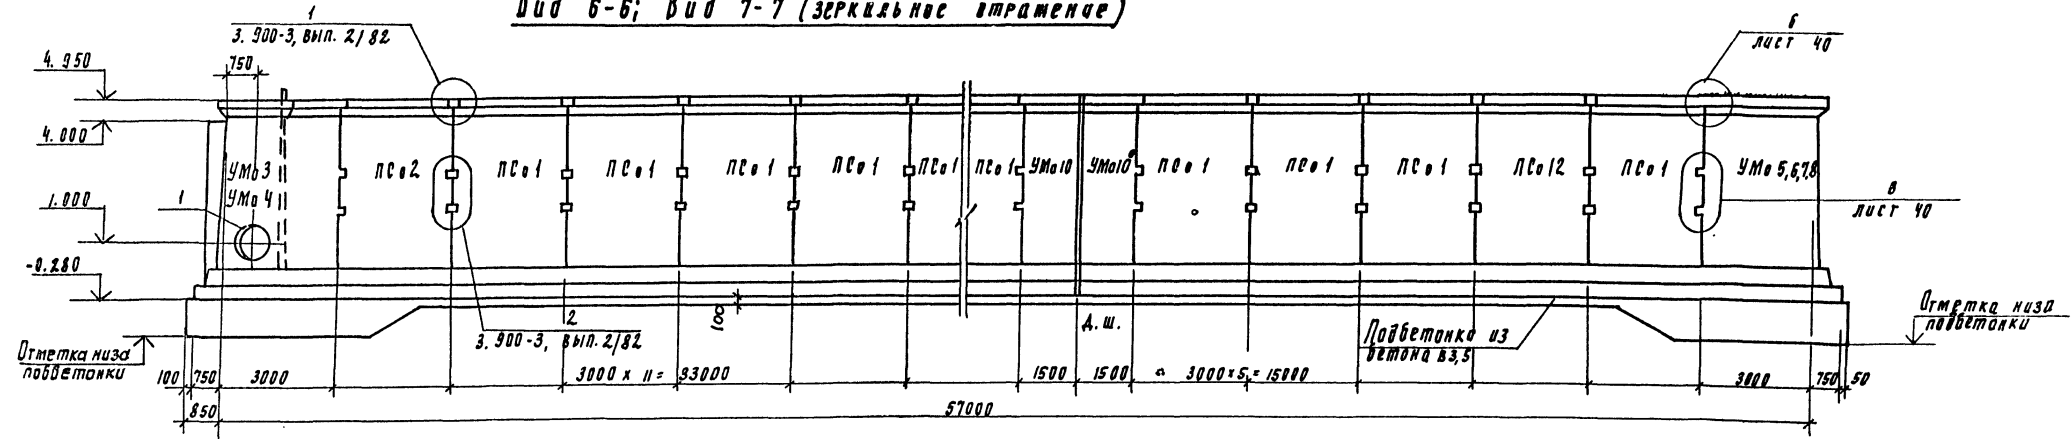 Вид 6-6; Вид 7-7 (зеркальное отражение)
1
3.900-3, вып. 2/82
6
лист 40
750
4.950
4.000
1.000
-0.280
1
УМо3
УМо4
ПСо2
ПСо1
ПСо1
ПСо1
ПСо1
ПСо1
ПСо1
УМо10
УМо10
ПСо1
ПСо1
ПСо1
ПСо12
ПСо1
УМо 5,6,7,8
8
лист 40
2
3.900-3, вып. 2/82
100
Д.ш.
Подбетонка из
бетона В3,5
Отметка низа
подбетонки
Отметка низа
подбетонки
100
750
3000
3000 х 11 = 33000
1500
1500
3000х5 = 15000
3000
750
50
850
57000